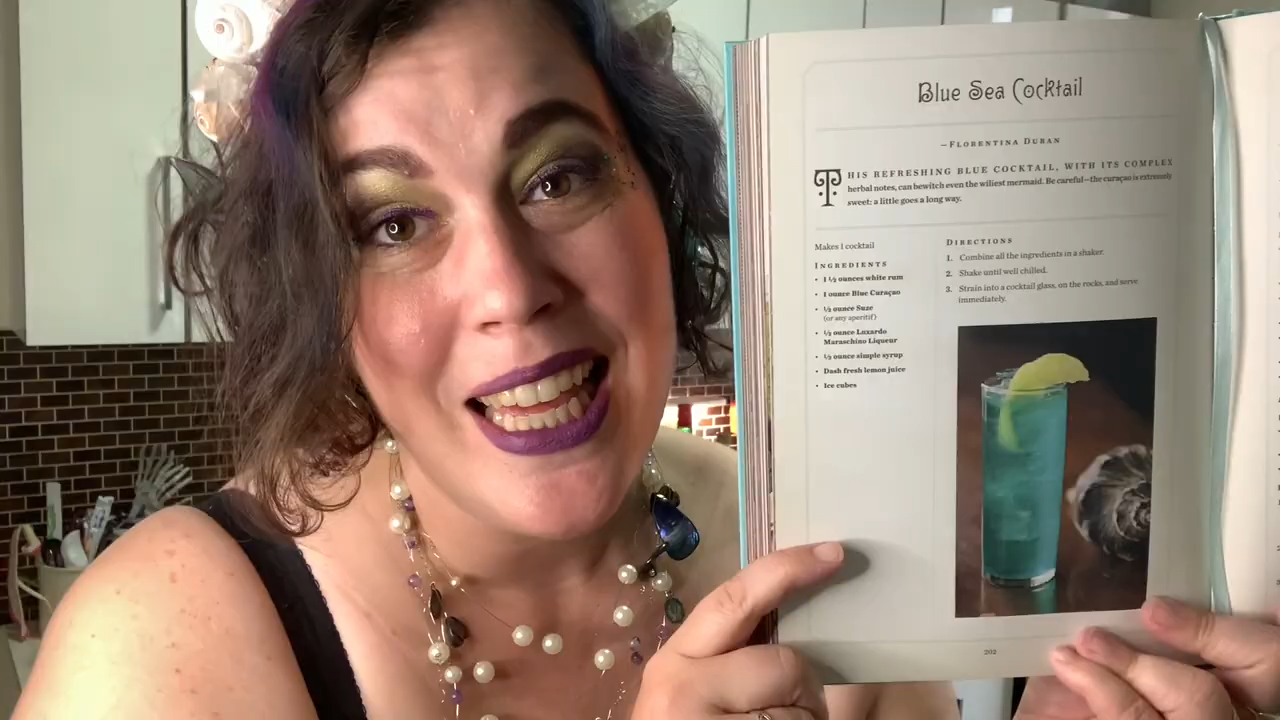 Blue Sea Cocktail
—FLORENTINA DURAN
THIS REFRESHING BLUE COCKTAIL, WITH ITS COMPLEX
herbal notes, can bewitch even the wiliest mermaid. Be careful—the curaçao is extremely
sweet: a little goes a long way.
Makes 1 cocktail
INGREDIENTS
• 1 ½ ounces white rum
• 1 ounce Blue Curaçao
• ½ ounce Suze
(or any aperitif)
• ½ ounce Luxardo
Maraschino Liqueur
• ½ ounce simple syrup
• Dash fresh lemon juice
• Ice cubes
DIRECTIONS
1. Combine all the ingredients in a shaker.
2. Shake until well chilled.
3. Strain into a cocktail glass, on the rocks, and serve
immediately.
202